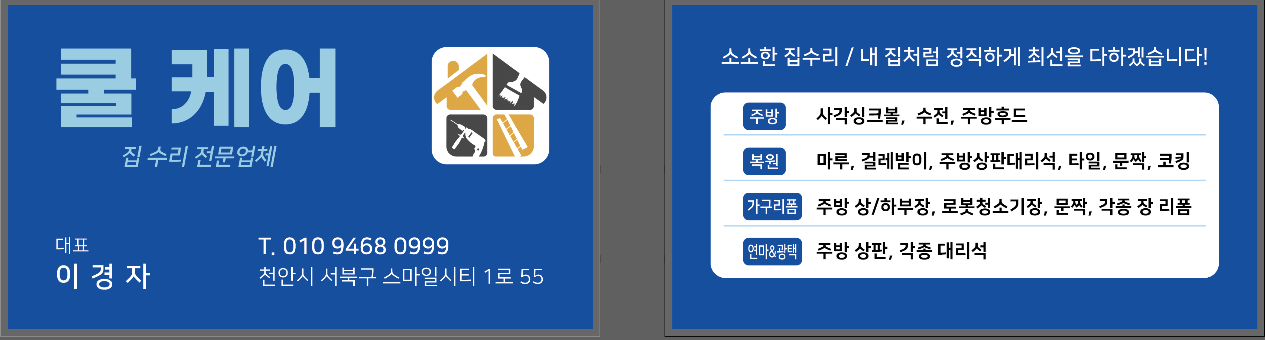 쿨 케어
집 수리 전문업체
대표
이 경 자
T. 010 9468 0999
천안시 서북구 스마일시티 1로 55
소소한 집수리 / 내 집처럼 정직하게 최선을 다하겠습니다!
주방 사각싱크볼, 수전, 주방후드
복원 마루, 걸레받이, 주방상판대리석, 타일, 문짝, 코킹
가구리폼 주방 상/하부장, 로봇청소기장, 문짝, 각종 장 리폼
연마&광택 주방 상판, 각종 대리석